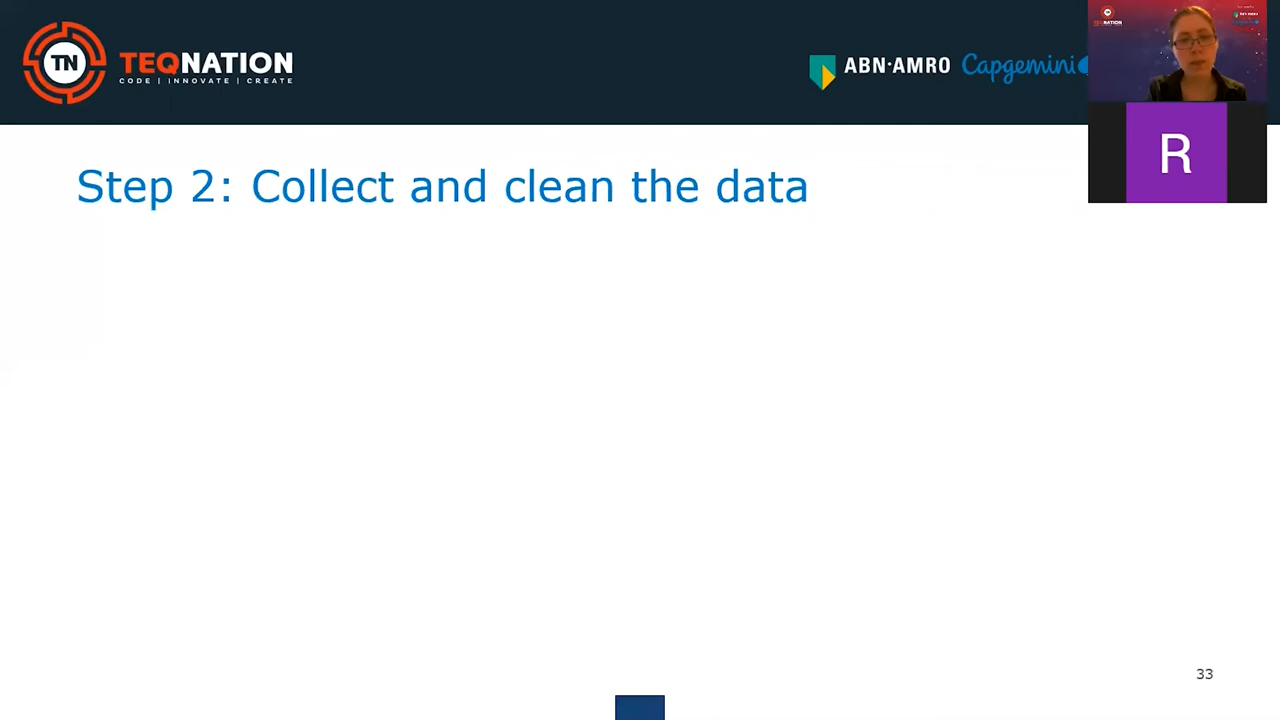 TN
TEQNATION
CODE | INNOVATE | CREATE
ABN·AMRO
Capgemini
Step 2: Collect and clean the data
R
33